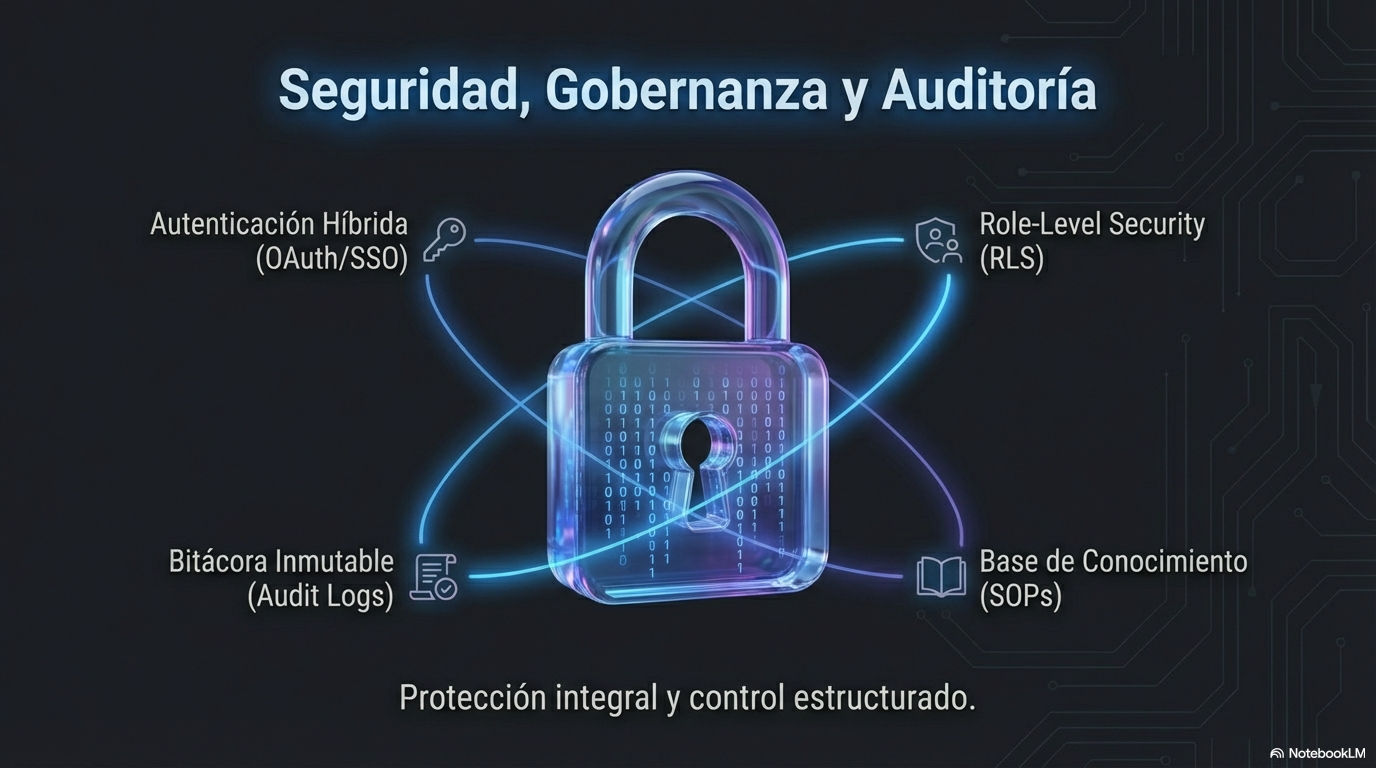 Seguridad, Gobernanza y Auditoría
Autenticación Híbrida
(OAuth/SSO)
Role-Level Security
(RLS)
Bitácora Inmutable
(Audit Logs)
Base de Conocimiento
(SOPs)
Protección integral y control estructurado.
NotebookLM